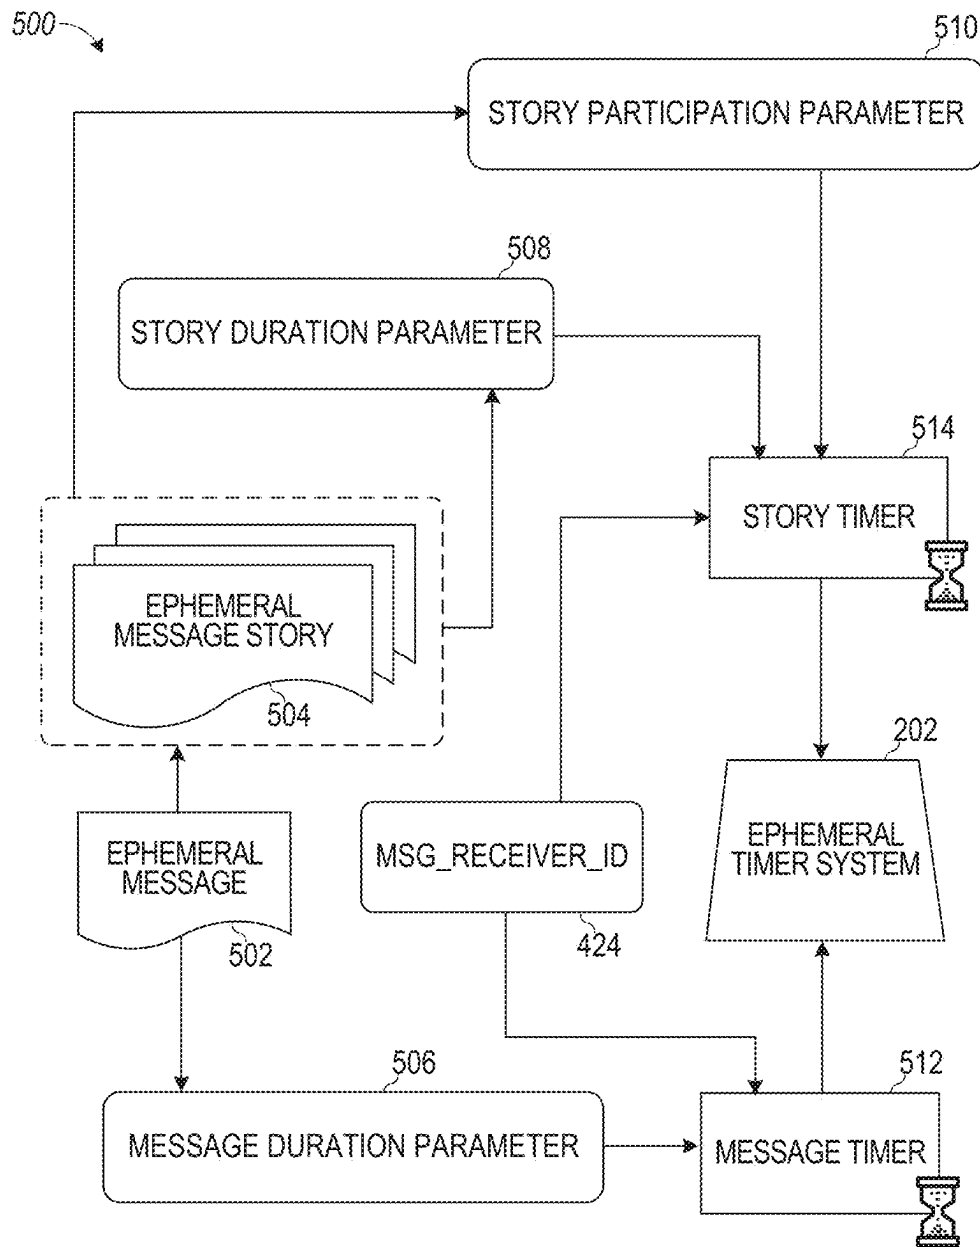 500
510
STORY PARTICIPATION PARAMETER
508
STORY DURATION PARAMETER
514
STORY TIMER
EPHEMERAL
MESSAGE STORY
504
202
EPHEMERAL
TIMER SYSTEM
EPHEMERAL
MESSAGE
502
MSG_RECEIVER_ID
424
506
MESSAGE DURATION PARAMETER
512
MESSAGE TIMER